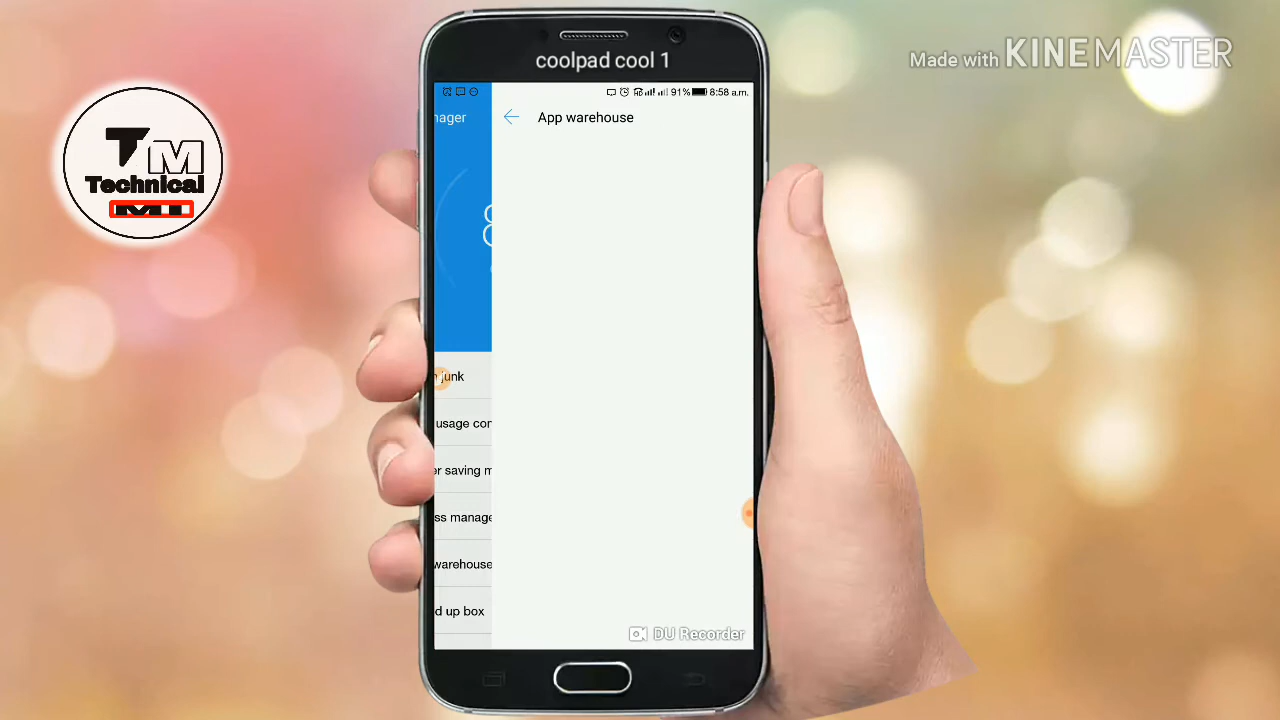 Made with KINEMASTER
coolpad cool 1
91% 8:58 a.m.
nager
App warehouse
TM
Technical
MI
junk
usage con
er saving m
ss manage
warehouse
d up box
DU Recorder